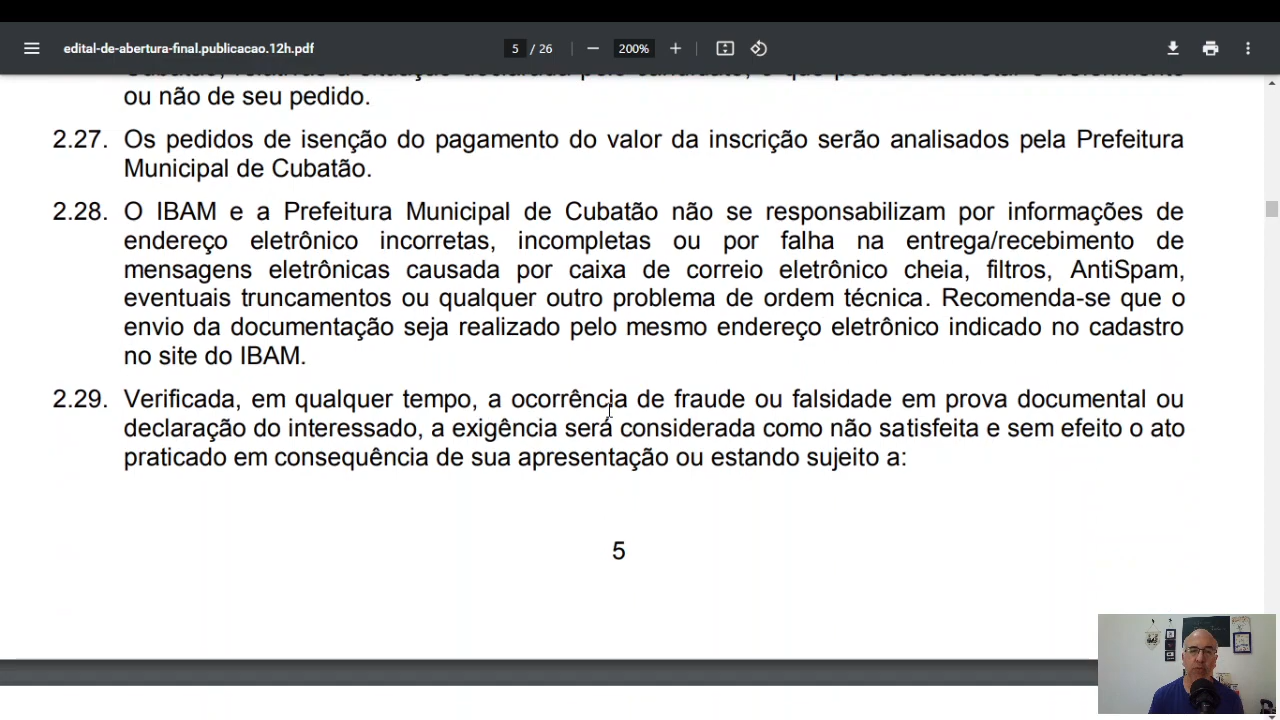 edital-de-abertura-final.publicacao.12h.pdf
5 / 26
200%
ou não de seu pedido.
2.27. Os pedidos de isenção do pagamento do valor da inscrição serão analisados pela Prefeitura
Municipal de Cubatão.
2.28. O IBAM e a Prefeitura Municipal de Cubatão não se responsabilizam por informações de
endereço eletrônico incorretas, incompletas ou por falha na entrega/recebimento de
mensagens eletrônicas causada por caixa de correio eletrônico cheia, filtros, AntiSpam,
eventuais truncamentos ou qualquer outro problema de ordem técnica. Recomenda-se que o
envio da documentação seja realizado pelo mesmo endereço eletrônico indicado no cadastro
no site do IBAM.
2.29. Verificada, em qualquer tempo, a ocorrência de fraude ou falsidade em prova documental ou
declaração do interessado, a exigência será considerada como não satisfeita e sem efeito o ato
praticado em consequência de sua apresentação ou estando sujeito a:
5